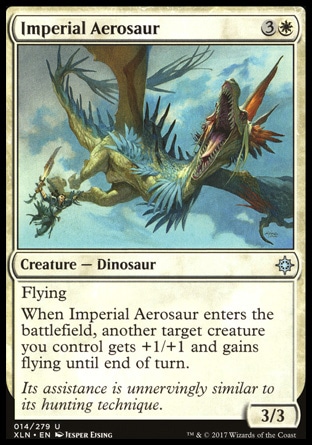 Imperial Aerosaur 3
Creature — Dinosaur
Flying
When Imperial Aerosaur enters the
battlefield, another target creature
you control gets +1/+1 and gains
flying until end of turn.
Its assistance is unnervingly similar to
its hunting technique.
3/3
014/279 U
XLN • EN Jesper Ejsing
™ & © 2017 Wizards of the Coast